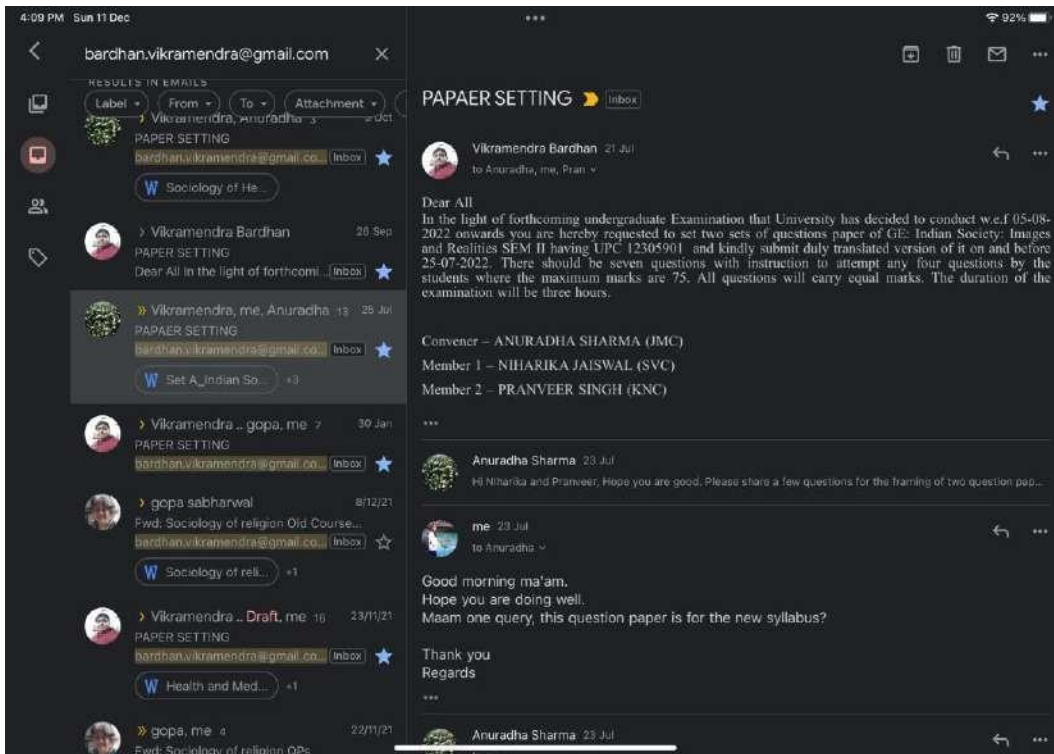 4:09 PM Sun 11 Dec
92%
bardhan.vikramendra@gmail.com
RESULTS IN EMAILS
Label From To Attachment
Vikramendra, Anuradha 3 Oct
PAPER SETTING
bardhan.vikramendra@gmail.co... Inbox
Sociology of He...
Vikramendra Bardhan 28 Sep
PAPER SETTING
Dear All In the light of forthcomi... Inbox
Vikramendra, me, Anuradha 13 28 Jul
PAPAER SETTING
bardhan.vikramendra@gmail.co... Inbox
Set A_Indian So... +3
Vikramendra .. gopa, me 7 30 Jan
PAPER SETTING
bardhan.vikramendra@gmail.co... Inbox
gopa sabharwal 8/12/21
Fwd: Sociology of religion Old Course...
bardhan.vikramendra@gmail.co... Inbox
Sociology of reli... +1
Vikramendra .. Draft, me 16 23/11/21
PAPER SETTING
bardhan.vikramendra@gmail.co... Inbox
Health and Med... +1
gopa, me 4 22/11/21
Fwd: Sociology of religion QPs
PAPAER SETTING Inbox
Vikramendra Bardhan 21 Jul
to Anuradha, me, Pran
Dear All
In the light of forthcoming undergraduate Examination that University has decided to conduct w.e.f 05-08-
2022 onwards you are hereby requested to set two sets of questions paper of GE: Indian Society: Images
and Realities SEM II having UPC 12305901 and kindly submit duly translated version of it on and before
25-07-2022. There should be seven questions with instruction to attempt any four questions by the
students where the maximum marks are 75. All questions will carry equal marks. The duration of the
examination will be three hours.
Convener – ANURADHA SHARMA (JMC)
Member 1 – NIHARIKA JAISWAL (SVC)
Member 2 – PRANVEER SINGH (KNC)
Anuradha Sharma 23 Jul
Hi Niharika and Pranveer, Hope you are good. Please share a few questions for the framing of two question pap...
me 23 Jul
to Anuradha
Good morning ma'am.
Hope you are doing well.
Maam one query, this question paper is for the new syllabus?
Thank you
Regards
Anuradha Sharma 23 Jul